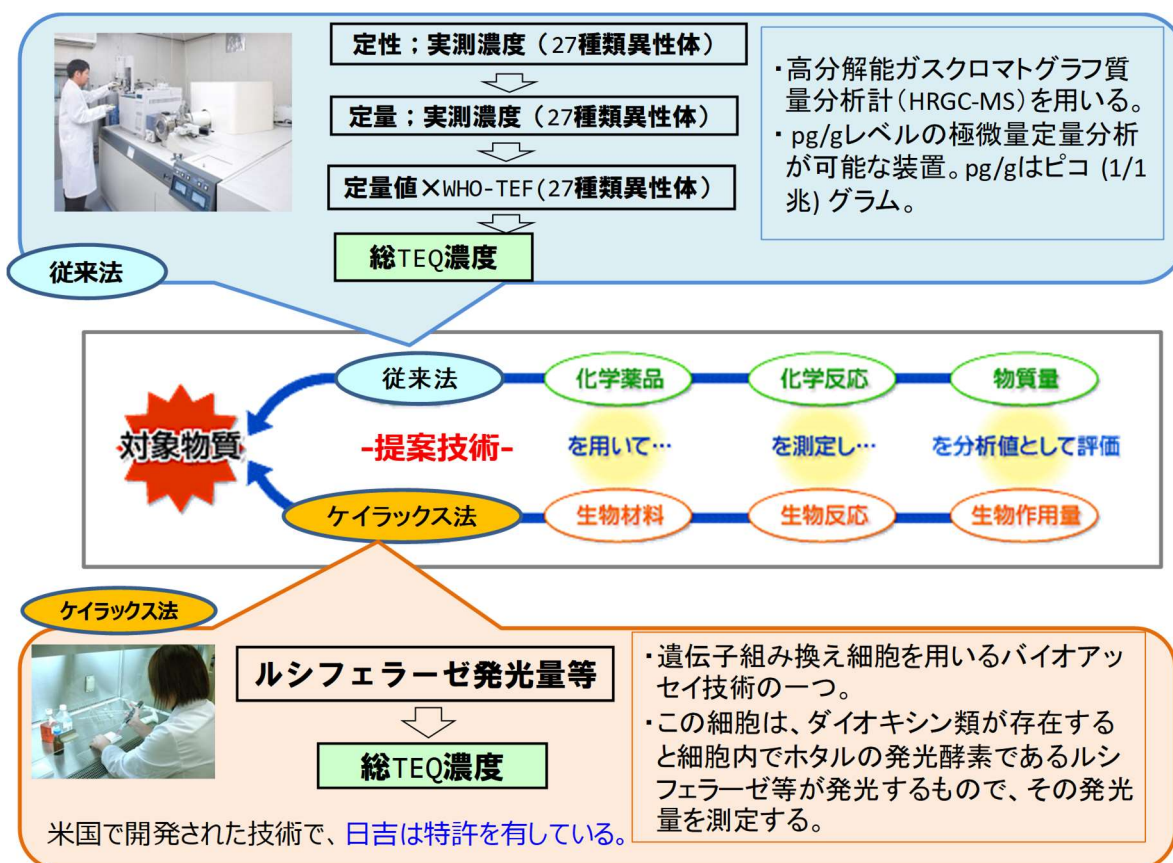 定性；実測濃度（27種類異性体）
定量；実測濃度（27種類異性体）
定量値×WHO-TEF(27種類異性体）
総TEQ濃度
・高分解能ガスクロマトグラフ質
量分析計（HRGC-MS）を用いる。
・pg/gレベルの極微量定量分析
が可能な装置。pg/gはピコ (1/1
兆) グラム。
従来法
従来法
化学薬品
化学反応
物質量
対象物質
-提案技術-
を用いて…
を測定し…
を分析値として評価
ケイラックス法
生物材料
生物反応
生物作用量
ケイラックス法
ルシフェラーゼ発光量等
総TEQ濃度
米国で開発された技術で、日吉は特許を有している。
・遺伝子組み換え細胞を用いるバイオアッ
セイ技術の一つ。
・この細胞は、ダイオキシン類が存在する
と細胞内でホタルの発光酵素であるルシ
フェラーゼ等が発光するもので、その発光
量を測定する。